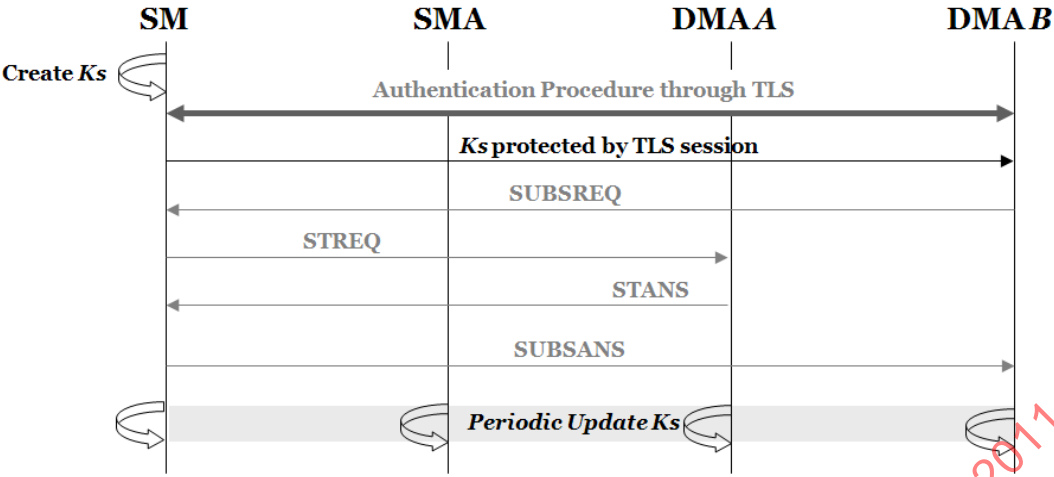 SM SMA DMA A DMA B
Create Ks
Authentication Procedure through TLS
Ks protected by TLS session
SUBSREQ
STREQ
STANS
SUBSANS
Periodic Update Ks
2011